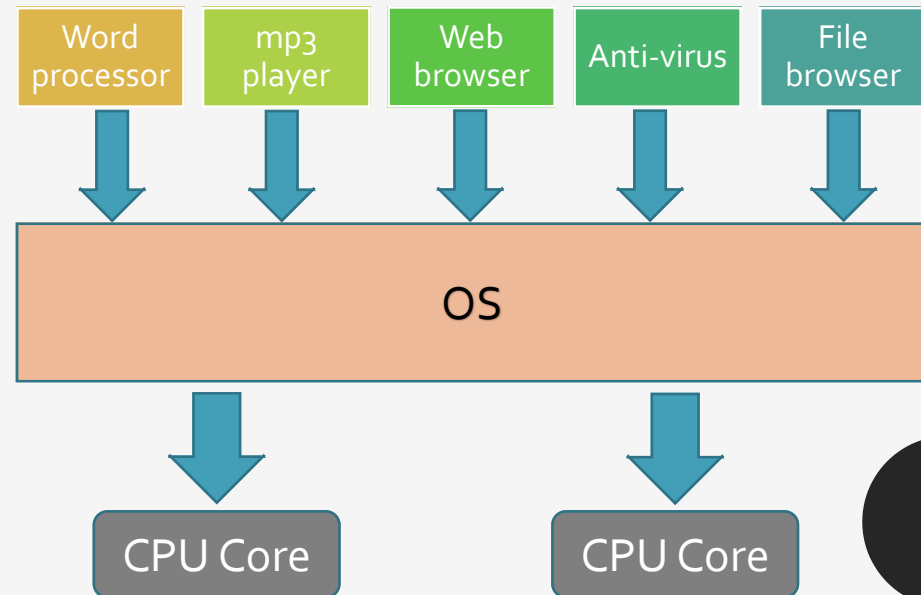 Word
processor
mp3
player
Web
browser
Anti-virus
File
browser
OS
CPU Core
CPU Core